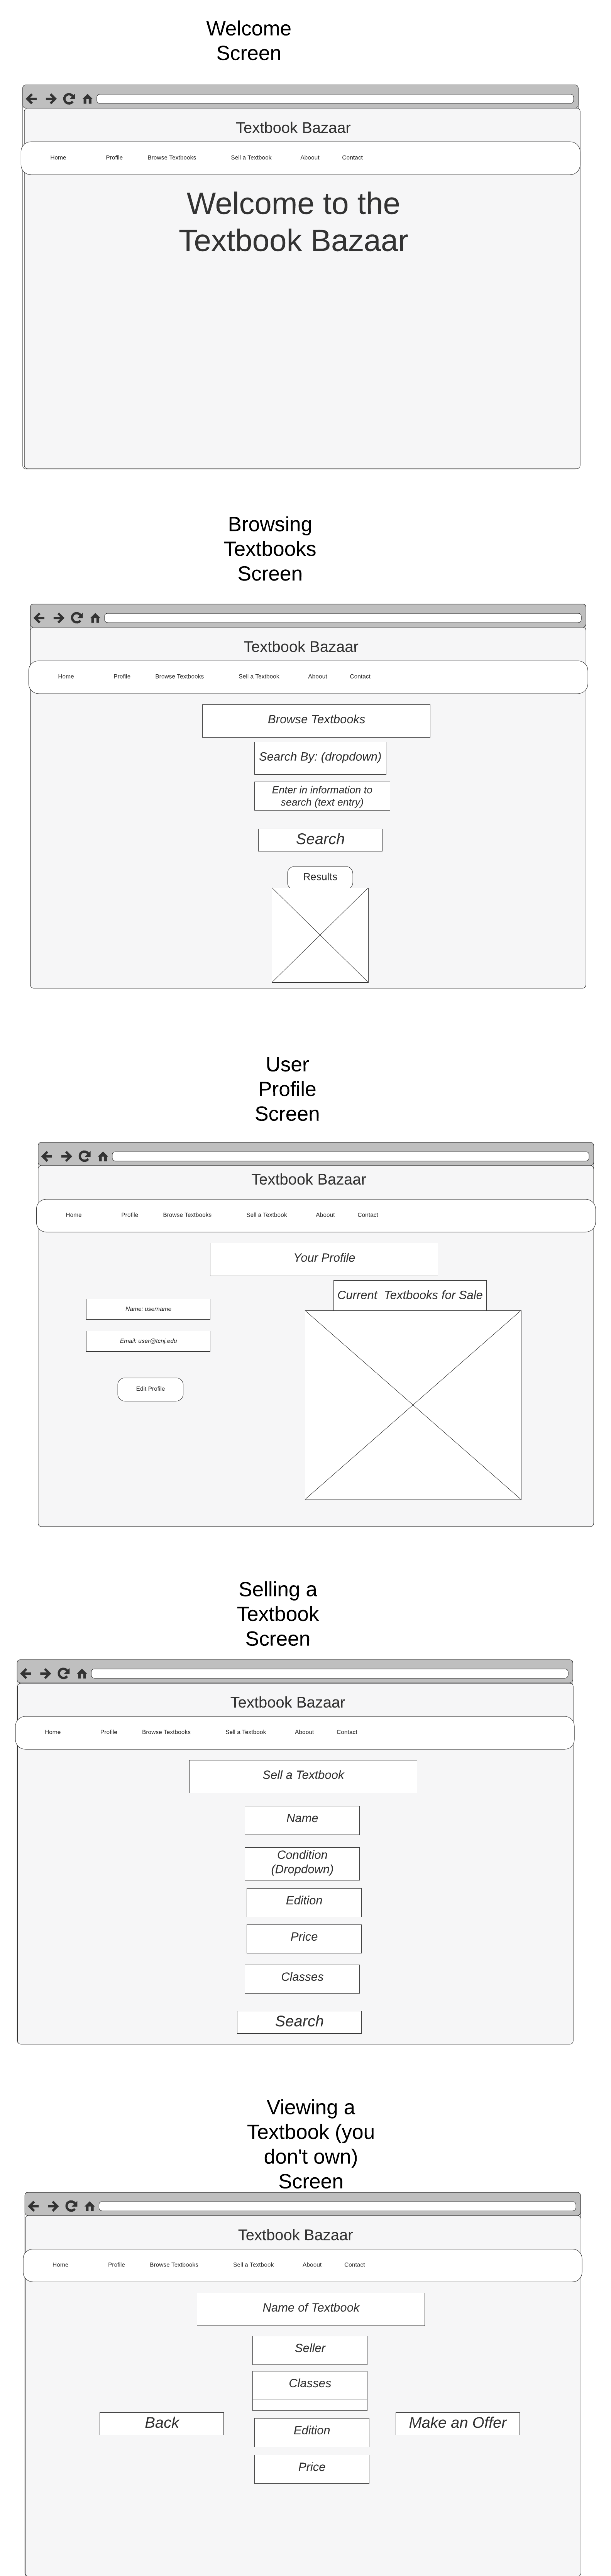 Welcome
Screen
Textbook Bazaar
Home Profile Browse Textbooks Sell a Textbook Aboout Contact
Welcome to the
Textbook Bazaar
Browsing
Textbooks
Screen
Textbook Bazaar
Home Profile Browse Textbooks Sell a Textbook Aboout Contact
Browse Textbooks
Search By: (dropdown)
Enter in information to
search (text entry)
Search
Results
User
Profile
Screen
Textbook Bazaar
Home Profile Browse Textbooks Sell a Textbook Aboout Contact
Your Profile
Current Textbooks for Sale
Name: username
Email: user@tcnj.edu
Edit Profile
Selling a
Textbook
Screen
Textbook Bazaar
Home Profile Browse Textbooks Sell a Textbook Aboout Contact
Sell a Textbook
Name
Condition
(Dropdown)
Edition
Price
Classes
Search
Viewing a
Textbook (you
don't own)
Screen
Textbook Bazaar
Home Profile Browse Textbooks Sell a Textbook Aboout Contact
Name of Textbook
Seller
Classes
Back
Make an Offer
Edition
Price